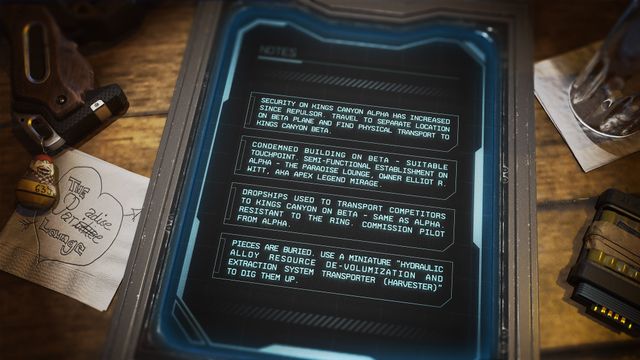 NOTES
SECURITY ON KINGS CANYON ALPHA HAS INCREASED
SINCE REPULSOR. TRAVEL TO SEPARATE LOCATION
ON BETA PLANE AND FIND PHYSICAL TRANSPORT TO
KINGS CANYON BETA.
CONDEMNED BUILDING ON BETA - SUITABLE
TOUCHPOINT. SEMI-FUNCTIONAL ESTABLISHMENT ON
ALPHA - THE PARADISE LOUNGE, OWNER ELLIOT R.
WITT, AKA APEX LEGEND MIRAGE.
DROPSHIPS USED TO TRANSPORT COMPETITORS
TO KINGS CANYON ON BETA - SAME AS ALPHA.
RESISTANT TO THE RING. COMMISSION PILOT
FROM ALPHA.
PIECES ARE BURIED. USE A MINIATURE "HYDRAULIC
ALLOY RESOURCE DE-VOLUMIZATION AND
EXTRACTION SYSTEM TRANSPORTER (HARVESTER)"
TO DIG THEM UP.
The
Lounge